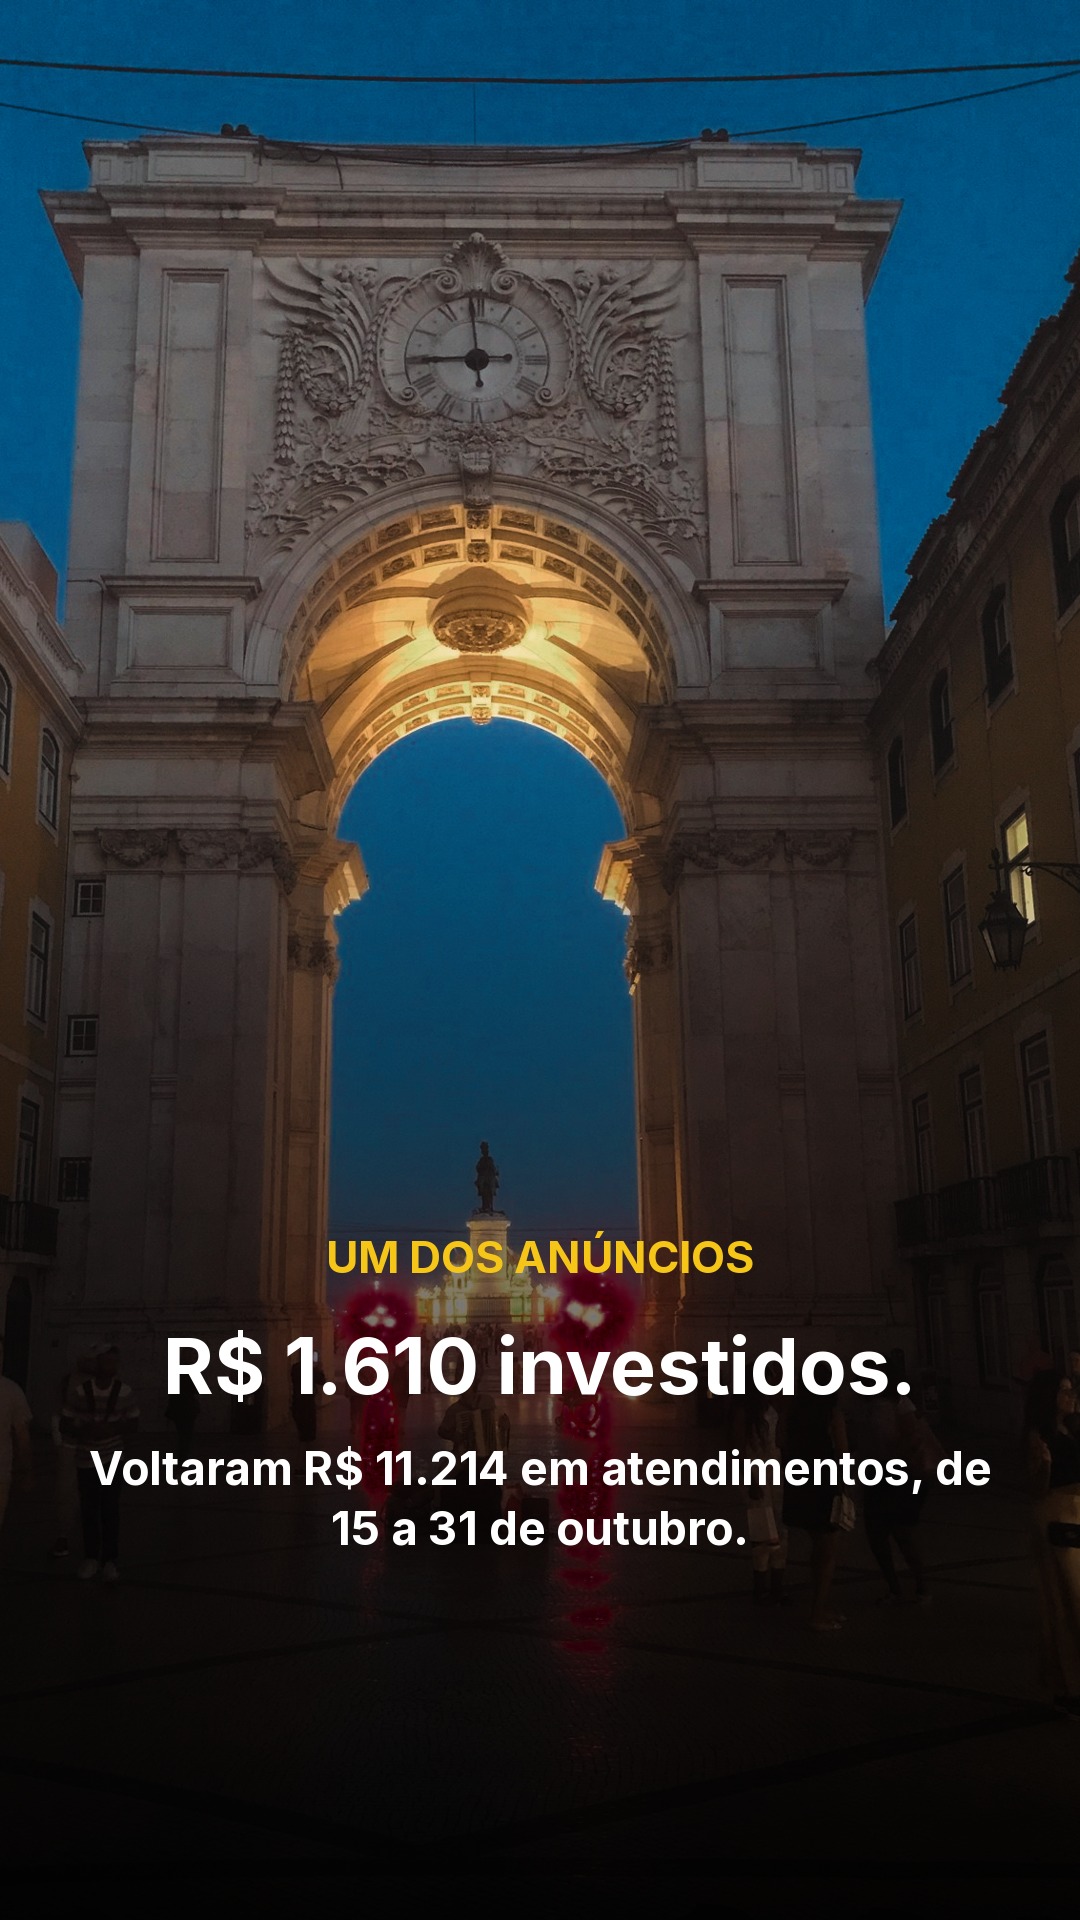 UM DOS ANÚNCIOS
R$ 1.610 investidos.
Voltaram R$ 11.214 em atendimentos, de
15 a 31 de outubro.